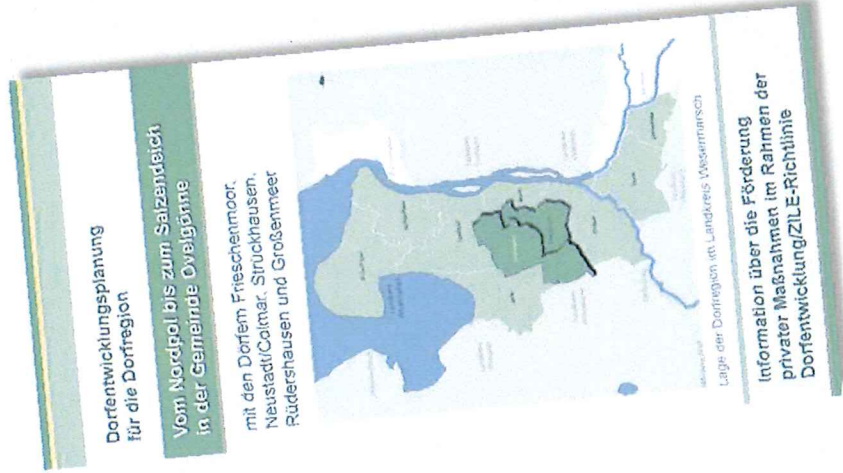 Dorfentwicklungsplanung
für die Dorfregion
Vom Nordpol bis zum Salzendeich
in der Gemeinde Ovelgönne
mit den Dörfern Frieschenmoor,
Neustadt/Colmar, Strückhausen,
Rüdershausen und Großenmeer
Lage der Dorfregion im Landkreis Wesermarsch
Information über die Förderung
privater Maßnahmen im Rahmen der
Dorfentwicklung/ZILE-Richtlinie